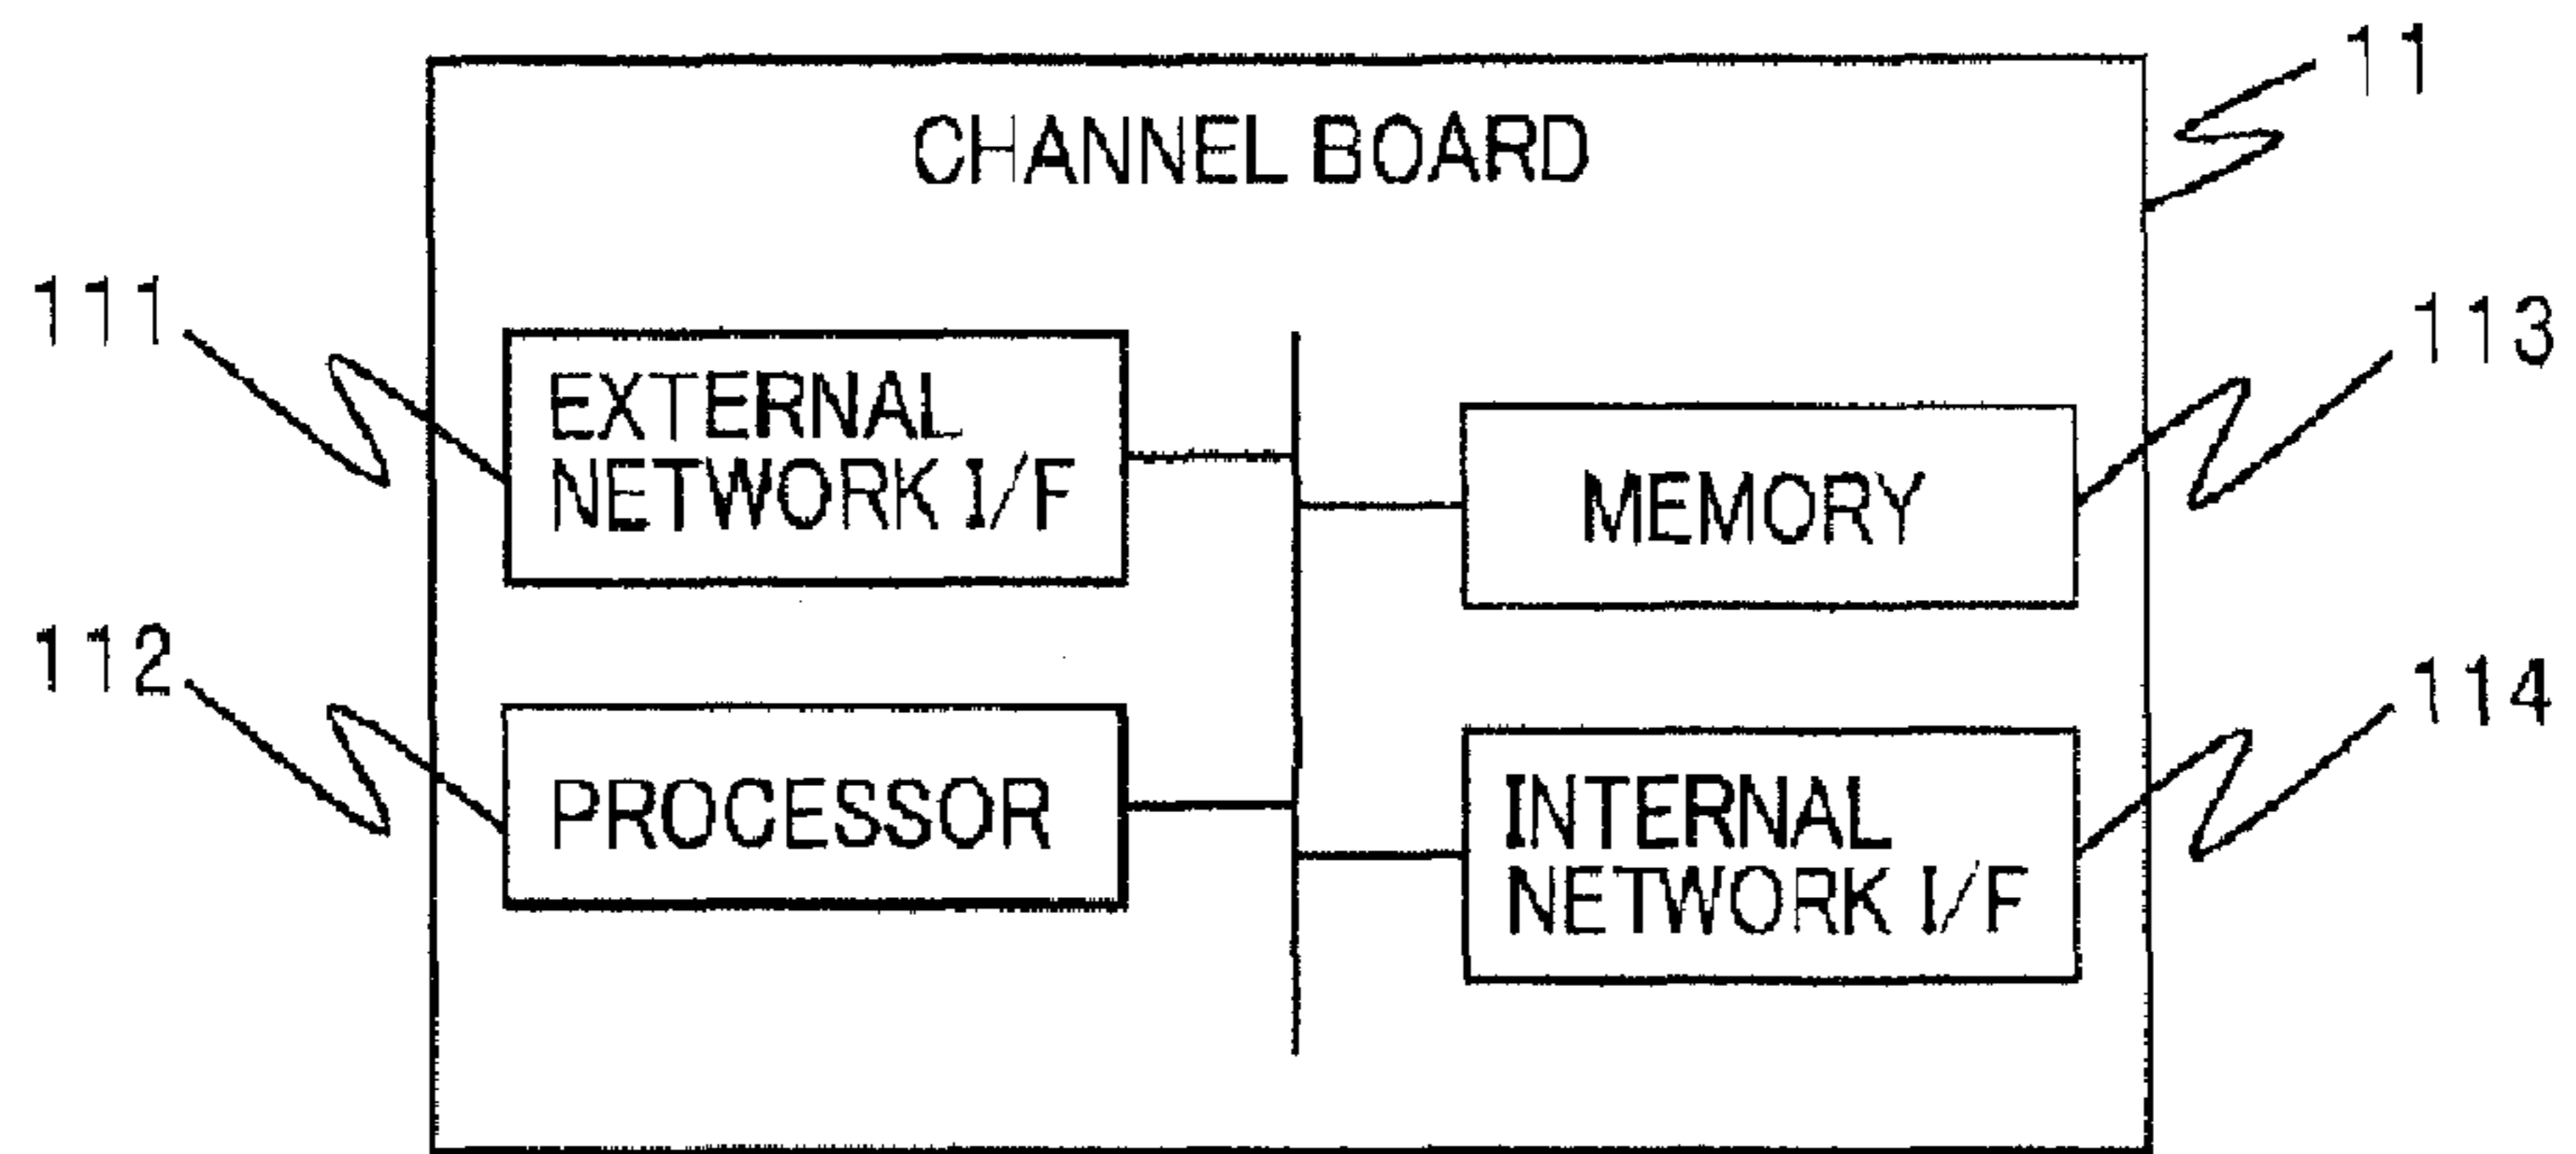 11
CHANNEL BOARD
111
EXTERNAL
NETWORK I/F
113
MEMORY
112
PROCESSOR
114
INTERNAL
NETWORK I/F